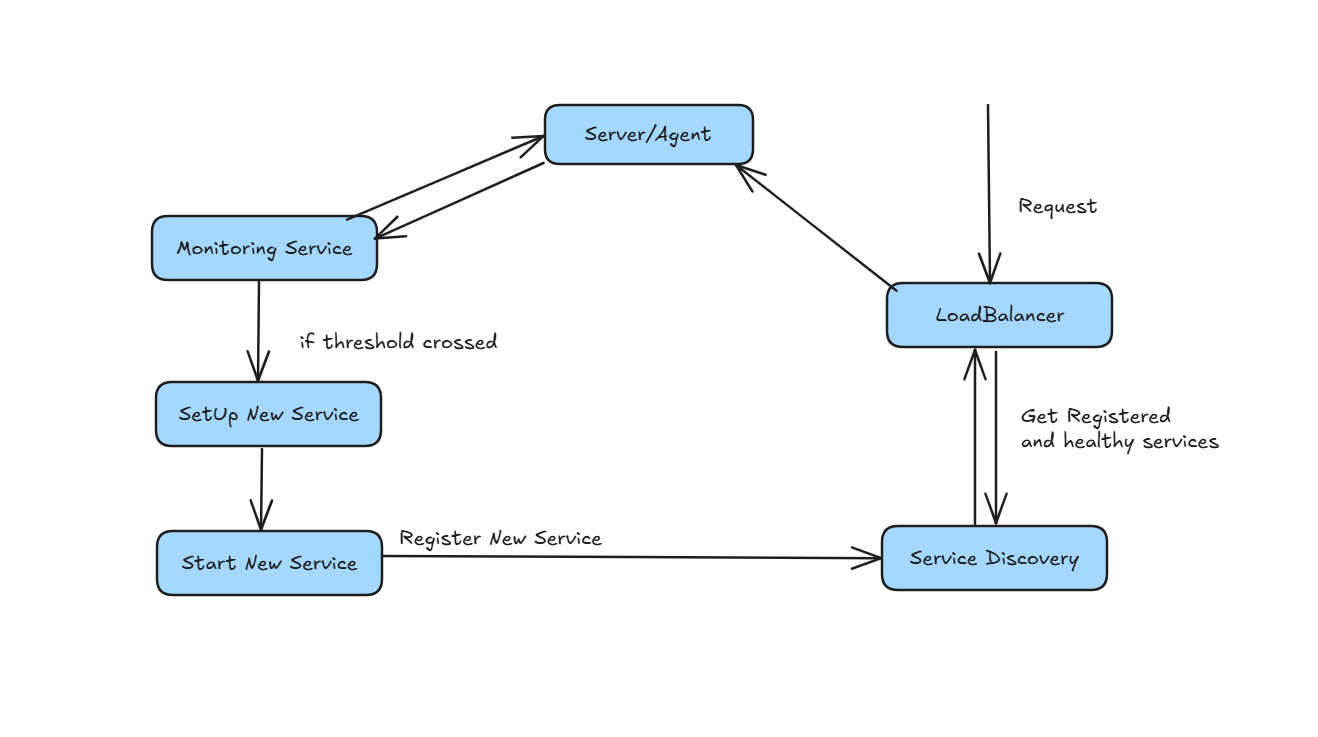 Server/Agent
Request
Monitoring Service
LoadBalancer
if threshold crossed
SetUp New Service
Get Registered
and healthy services
Register New Service
Start New Service
Service Discovery